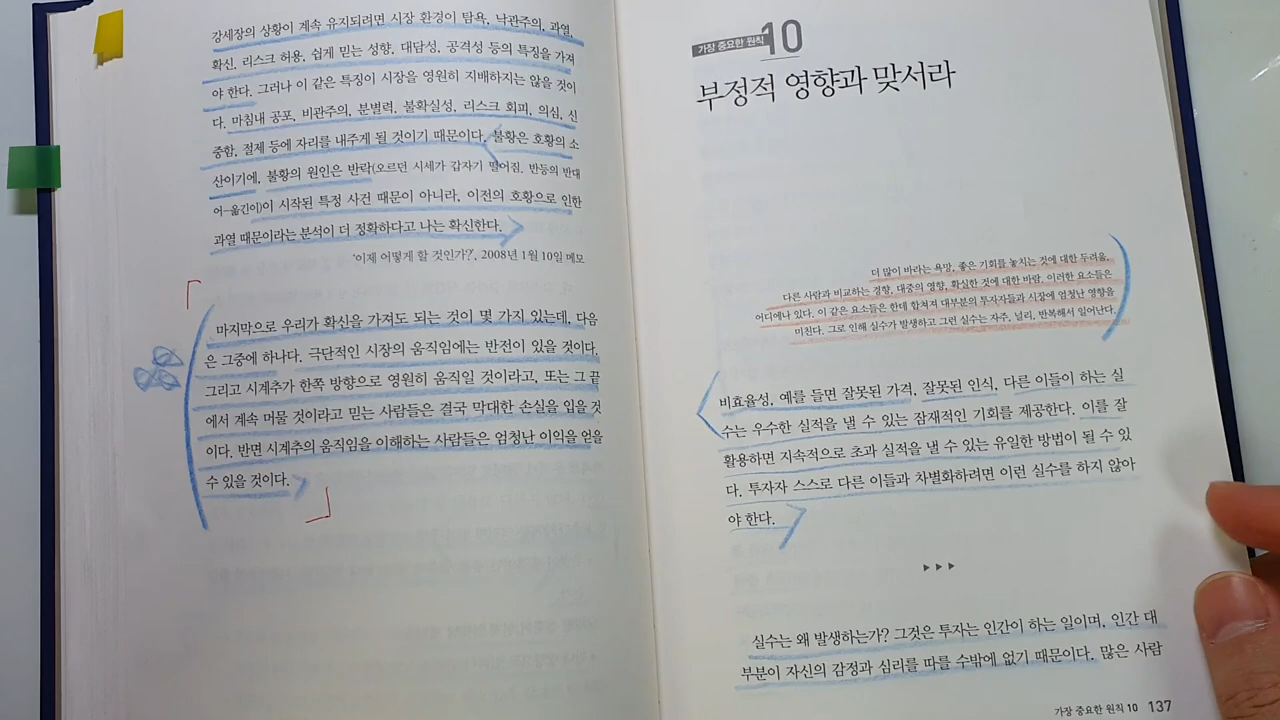 강세장의 상황이 계속 유지되려면 시장 환경이 탐욕, 낙관주의, 과열,
확신, 리스크 허용, 쉽게 믿는 성향, 대담성, 공격성 등의 특징을 가져
야 한다. 그러나 이 같은 특징이 시장을 영원히 지배하지는 않을 것이
다. 마침내 공포, 비관주의, 분별력, 불확실성, 리스크 회피, 의심, 신
중함, 절제 등에 자리를 내주게 될 것이기 때문이다. 불황은 호황의 소
산이기에, 불황의 원인은 반락(오르던 시세가 갑자기 떨어짐, 반등의 반대
어-옮긴이)이 시작된 특정 사건 때문이 아니라, 이전의 호황으로 인한
과열 때문이라는 분석이 더 정확하다고 나는 확신한다.
'이제 어떻게 할 것인가?', 2008년 1월 10일 메모
마지막으로 우리가 확신을 가져도 되는 것이 몇 가지 있는데, 다음
은 그중에 하나다. 극단적인 시장의 움직임에는 반전이 있을 것이다.
그리고 시계추가 한쪽 방향으로 영원히 움직일 것이라고, 또는 그 끝
에서 계속 머물 것이라고 믿는 사람들은 결국 막대한 손실을 입을 것
이다. 반면 시계추의 움직임을 이해하는 사람들은 엄청난 이익을 얻을
수 있을 것이다.
가장 중요한 원칙 10
부정적 영향과 맞서라
더 많이 바라는 욕망, 좋은 기회를 놓치는 것에 대한 두려움,
다른 사람과 비교하는 경향, 대중의 영향, 확실한 것에 대한 바람, 이러한 요소들은
어디에나 있다. 이 같은 요소들은 한데 합쳐져 대부분의 투자자들과 시장에 엄청난 영향을
미친다. 그로 인해 실수가 발생하고 그런 실수는 자주, 널리, 반복해서 일어난다.
비효율성, 예를 들면 잘못된 가격, 잘못된 인식, 다른 이들이 하는 실
수는 우수한 실적을 낼 수 있는 잠재적인 기회를 제공한다. 이를 잘
활용하면 지속적으로 초과 실적을 낼 수 있는 유일한 방법이 될 수 있
다. 투자자 스스로 다른 이들과 차별화하려면 이런 실수를 하지 않아
야 한다.
실수는 왜 발생하는가? 그것은 투자는 인간이 하는 일이며, 인간 대
부분이 자신의 감정과 심리를 따를 수밖에 없기 때문이다. 많은 사람
가장 중요한 원칙 10 137